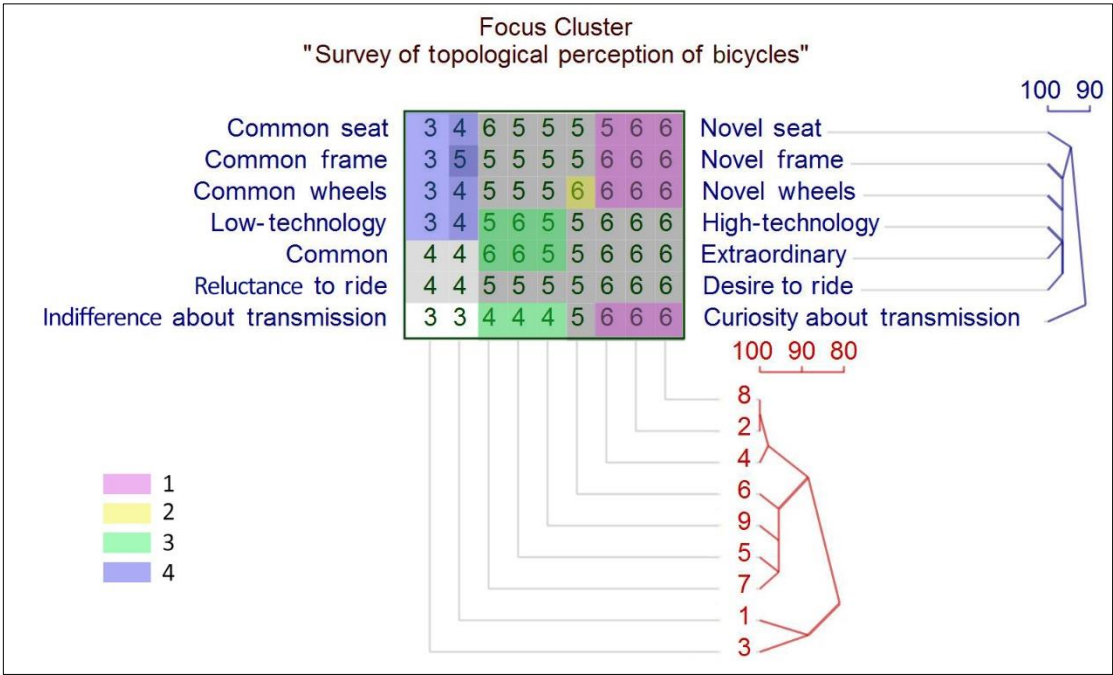 Focus Cluster
"Survey of topological perception of bicycles"
100 90
Common seat 3 4 6 5 5 5 5 6 6 Novel seat
Common frame 3 5 5 5 5 5 6 6 6 Novel frame
Common wheels 3 4 5 5 5 6 6 6 6 Novel wheels
Low-technology 3 4 5 6 5 5 6 6 6 High-technology
Common 4 4 6 6 5 5 6 6 6 Extraordinary
Reluctance to ride 4 4 5 5 5 5 6 6 6 Desire to ride
Indifference about transmission 3 3 4 4 4 5 6 6 6 Curiosity about transmission
100 90 80
8
2
4
6
9
5
7
1
3
1
2
3
4